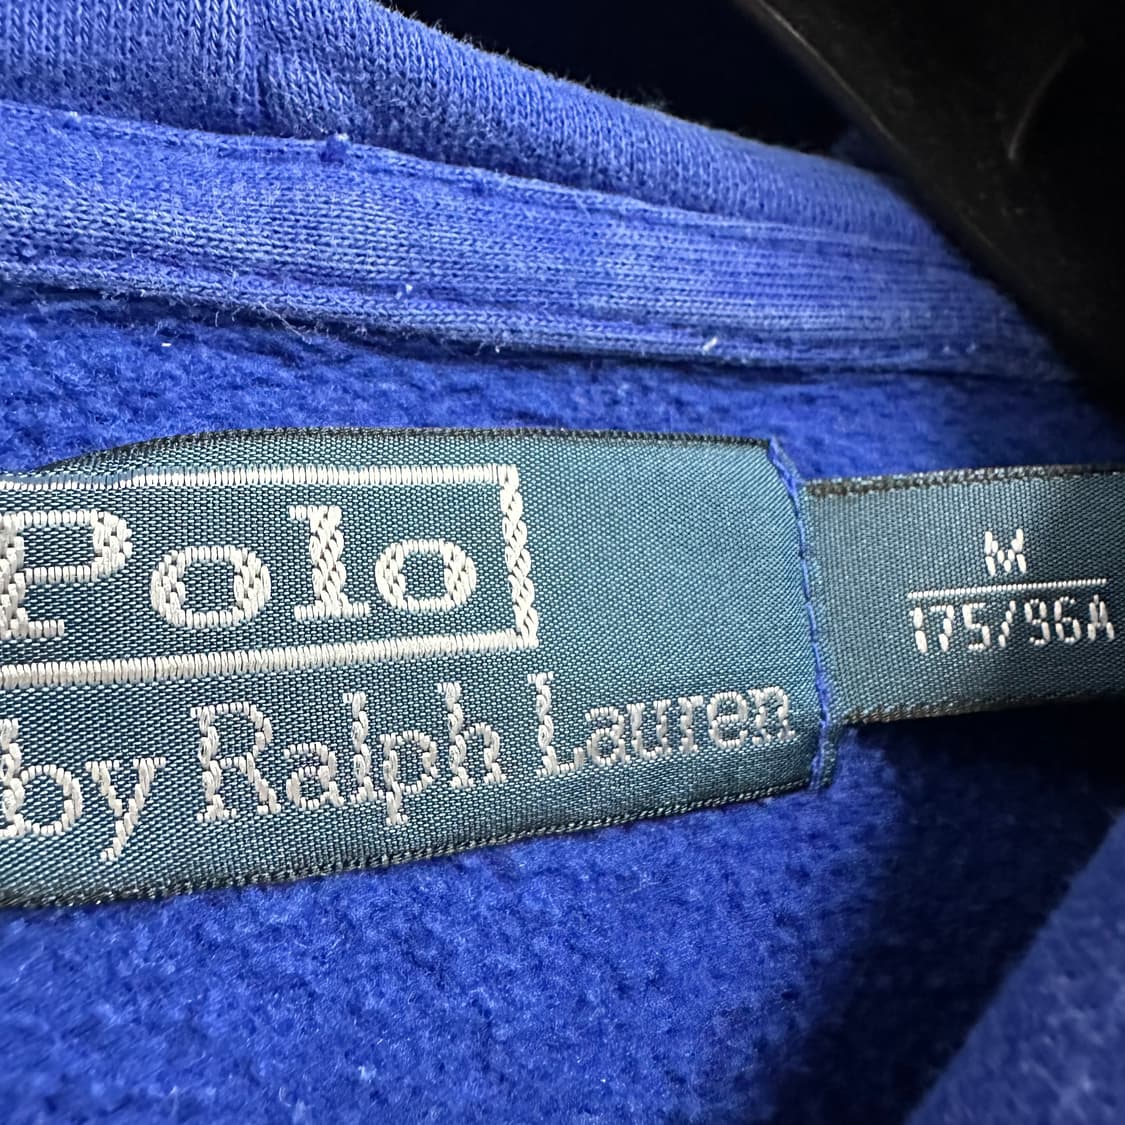 Polo
by Ralph Lauren
M
175/96A